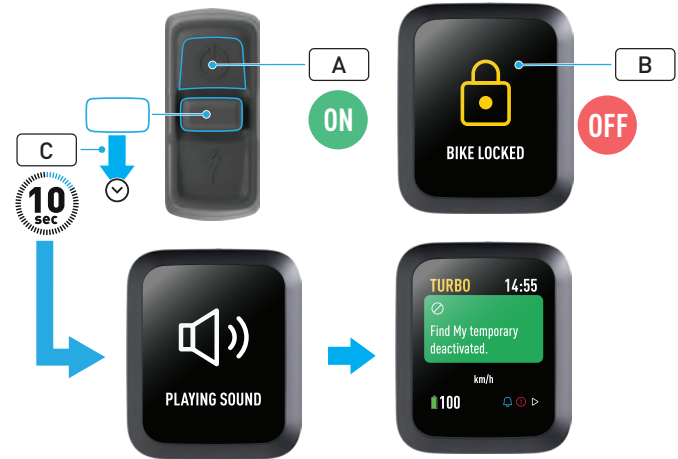 A
ON
BIKE LOCKED
B
OFF
C
10
sec
PLAYING SOUND
TURBO 14:55
Find My temporary
deactivated.
km/h
100